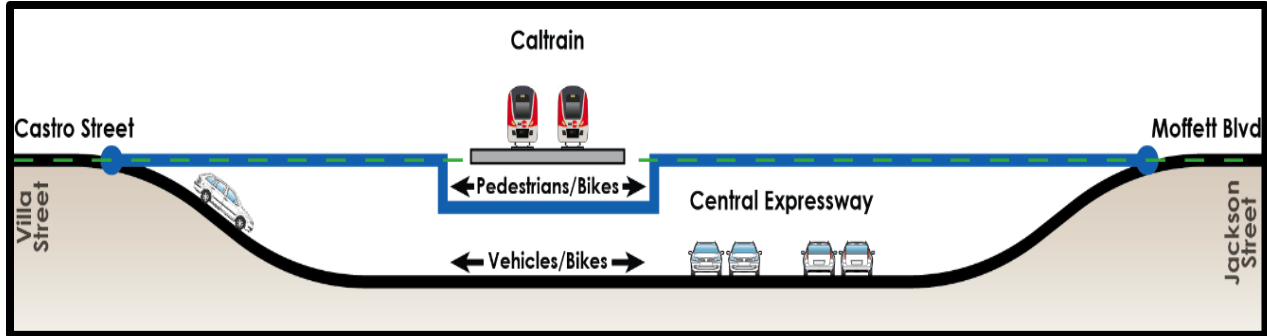 Caltrain
Castro Street
Moffett Blvd
Pedestrians/Bikes
Central Expressway
Villa
Street
Vehicles/Bikes
Jackson
Street